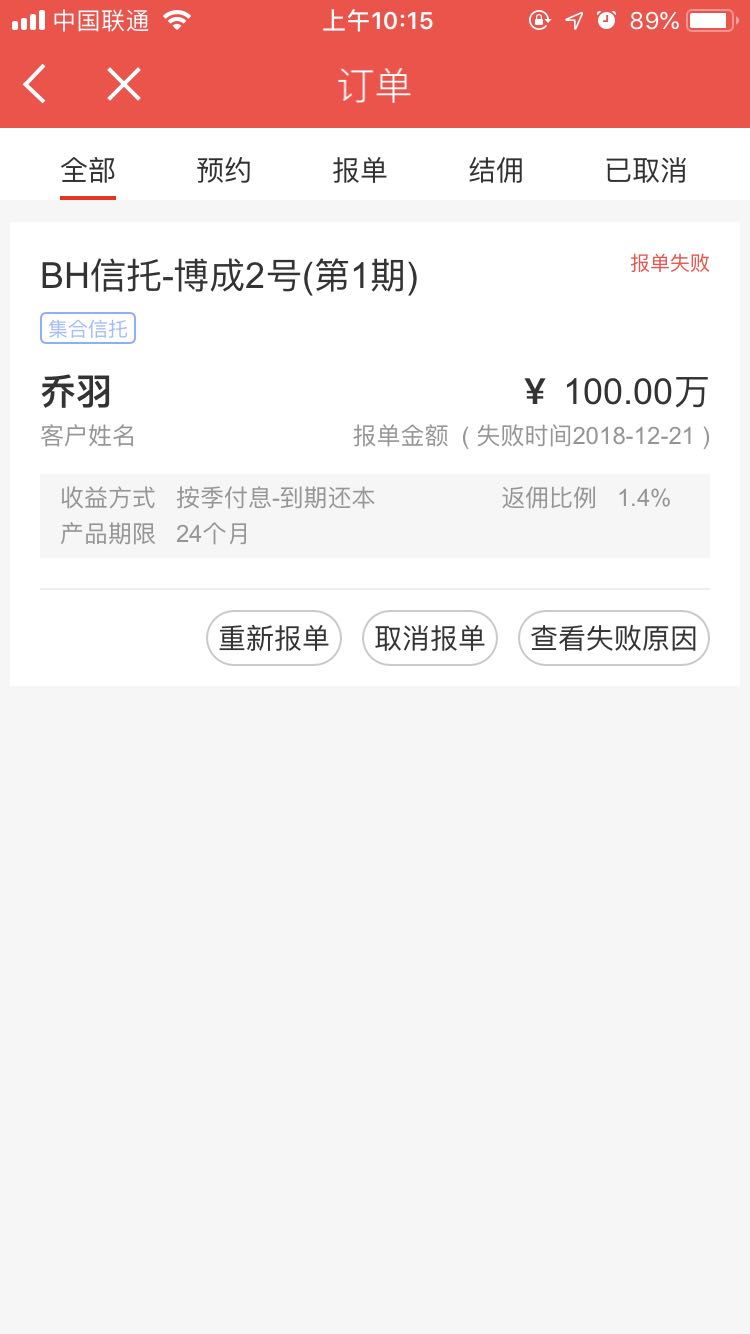 中国联通 上午10:15 89%
订单
全部 预约 报单 结佣 已取消
BH信托-博成2号(第1期) 报单失败
集合信托
乔羽 ¥ 100.00万
客户姓名 报单金额 ( 失败时间2018-12-21 )
收益方式 按季付息-到期还本 返佣比例 1.4%
产品期限 24个月
重新报单 取消报单 查看失败原因